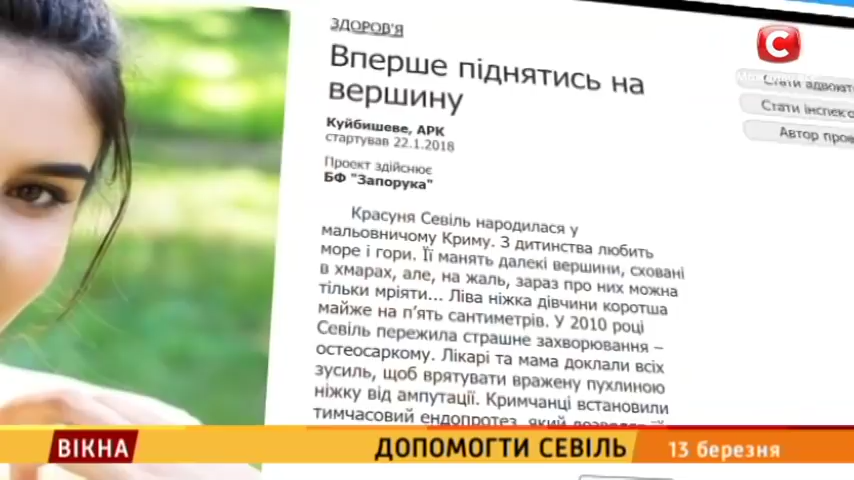 ЗДОРОВ'Я
Вперше піднятись на
вершину
Куйбишеве, АРК
стартував 22.1.2018
Проект здійснює
БФ "Запорука"
Красуня Севіль народилася у
мальовничому Криму. З дитинства любить
море і гори. Її манять далекі вершини, сховані
в хмарах, але, на жаль, зараз про них можна
тільки мріяти... Ліва ніжка дівчини коротша
майже на п'ять сантиметрів. У 2010 році
Севіль пережила страшне захворювання –
остеосаркому. Лікарі та мама доклали всіх
зусиль, щоб врятувати вражену пухлиною
ніжку від ампутації. Кримчанці встановили
тимчасовий ендопротез, який
Стати
Стати
Автор
ВІКНА
ДОПОМОГТИ СЕВІЛЬ
13 березня